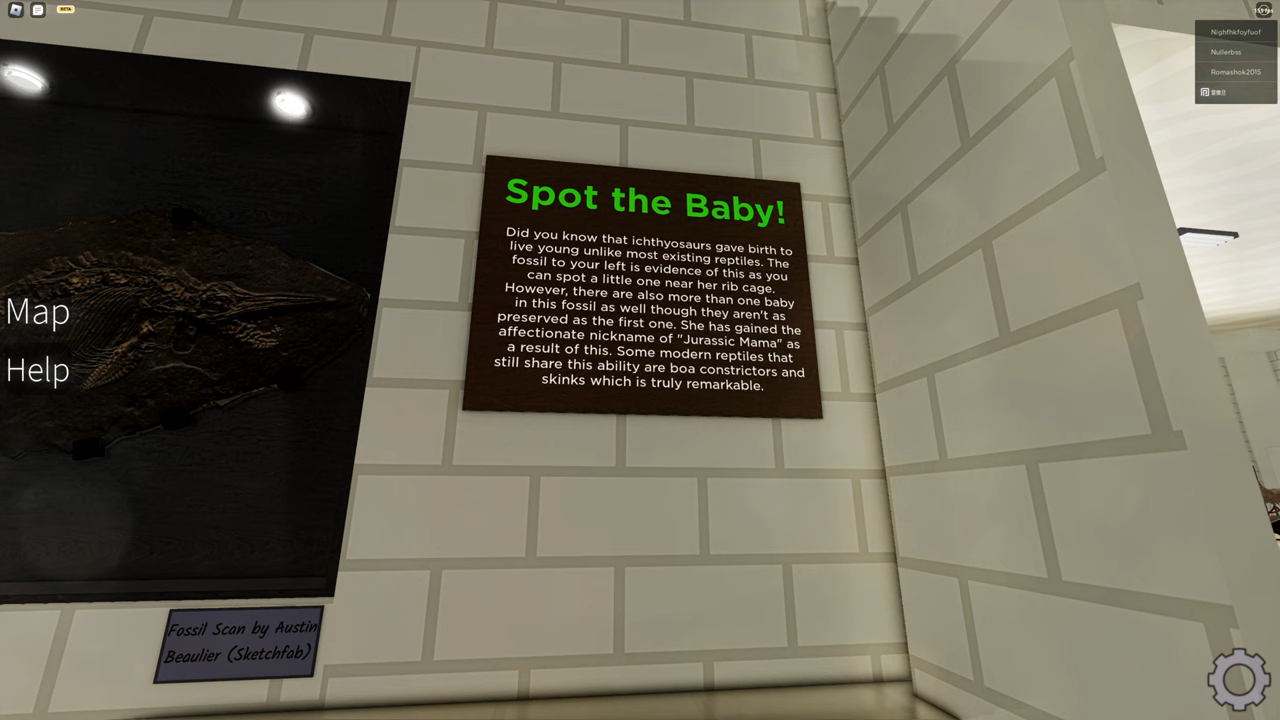 BETA
Nighfhkfoyfuof
Nullerbss
Romashok2015
Spot the Baby!
Did you know that ichthyosaurs gave birth to
live young unlike most existing reptiles. The
fossil to your left is evidence of this as you
can spot a little one near her rib cage.
However, there are also more than one baby
in this fossil as well though they aren't as
preserved as the first one. She has gained the
affectionate nickname of "Jurassic Mama" as
a result of this. Some modern reptiles that
still share this ability are boa constrictors and
skinks which is truly remarkable.
Map
Help
Fossil Scan by Austin
Beaulier (Sketchfab)